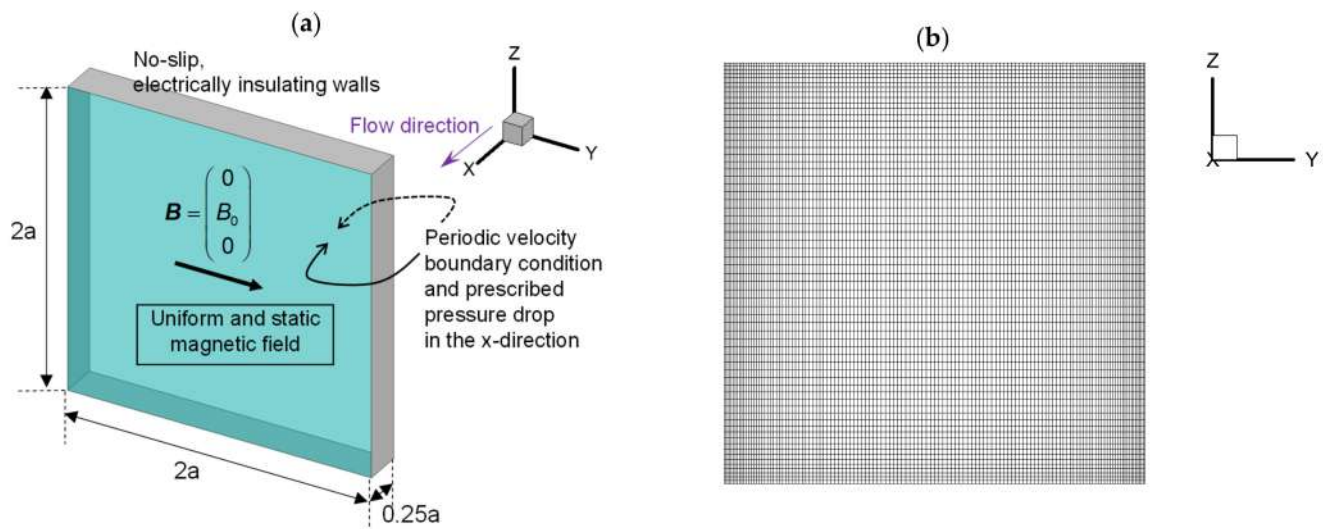 (a)
No-slip,
electrically insulating walls
Z
Flow direction
X
Y
B = ( 0
B0
0 )
2a
Uniform and static
magnetic field
Periodic velocity
boundary condition
and prescribed
pressure drop
in the x-direction
2a
0.25a
(b)
Z
X
Y